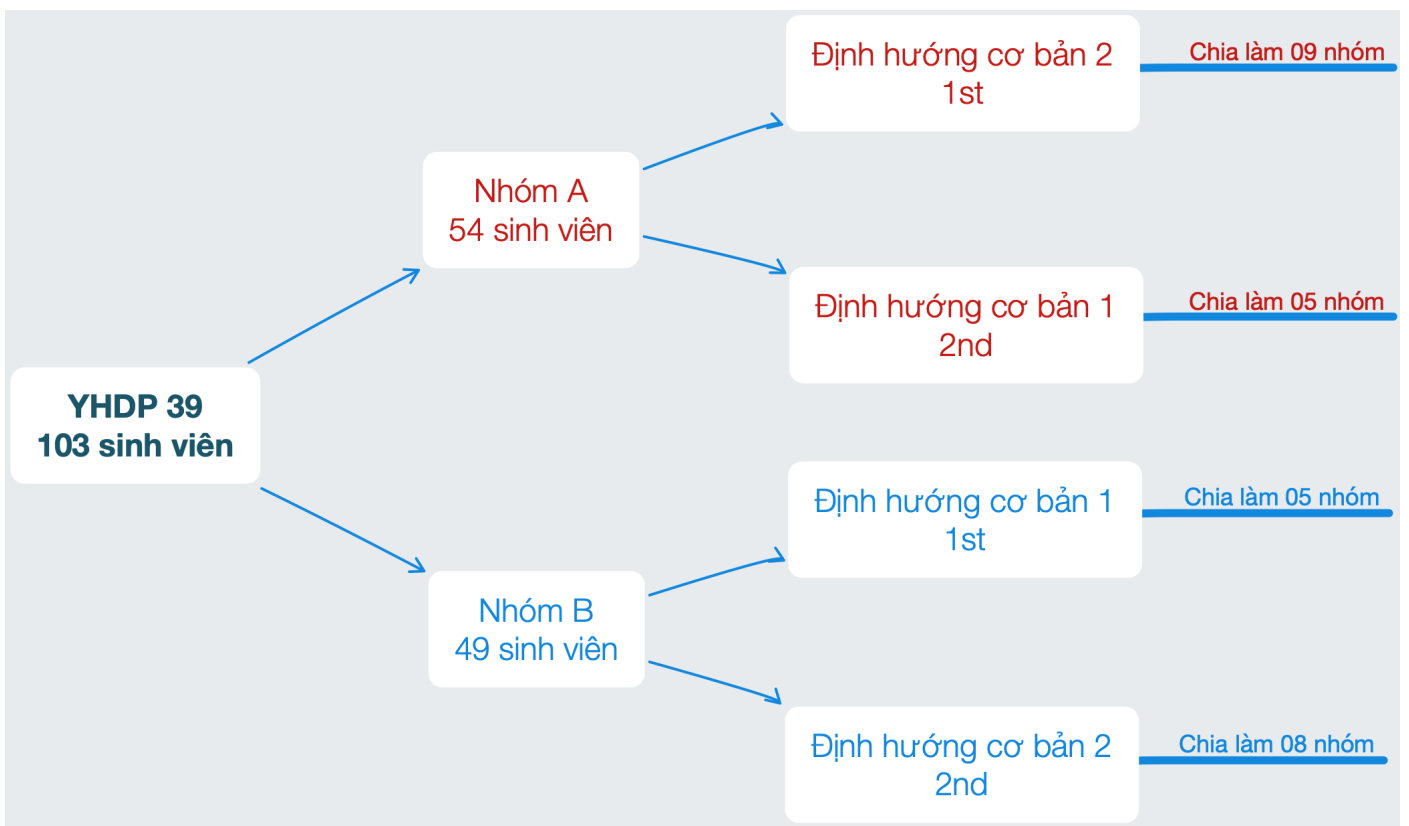 YHDP 39
103 sinh viên
Nhóm A
54 sinh viên
Định hướng cơ bản 2
1st
Chia làm 09 nhóm
Định hướng cơ bản 1
2nd
Chia làm 05 nhóm
Nhóm B
49 sinh viên
Định hướng cơ bản 1
1st
Chia làm 05 nhóm
Định hướng cơ bản 2
2nd
Chia làm 08 nhóm